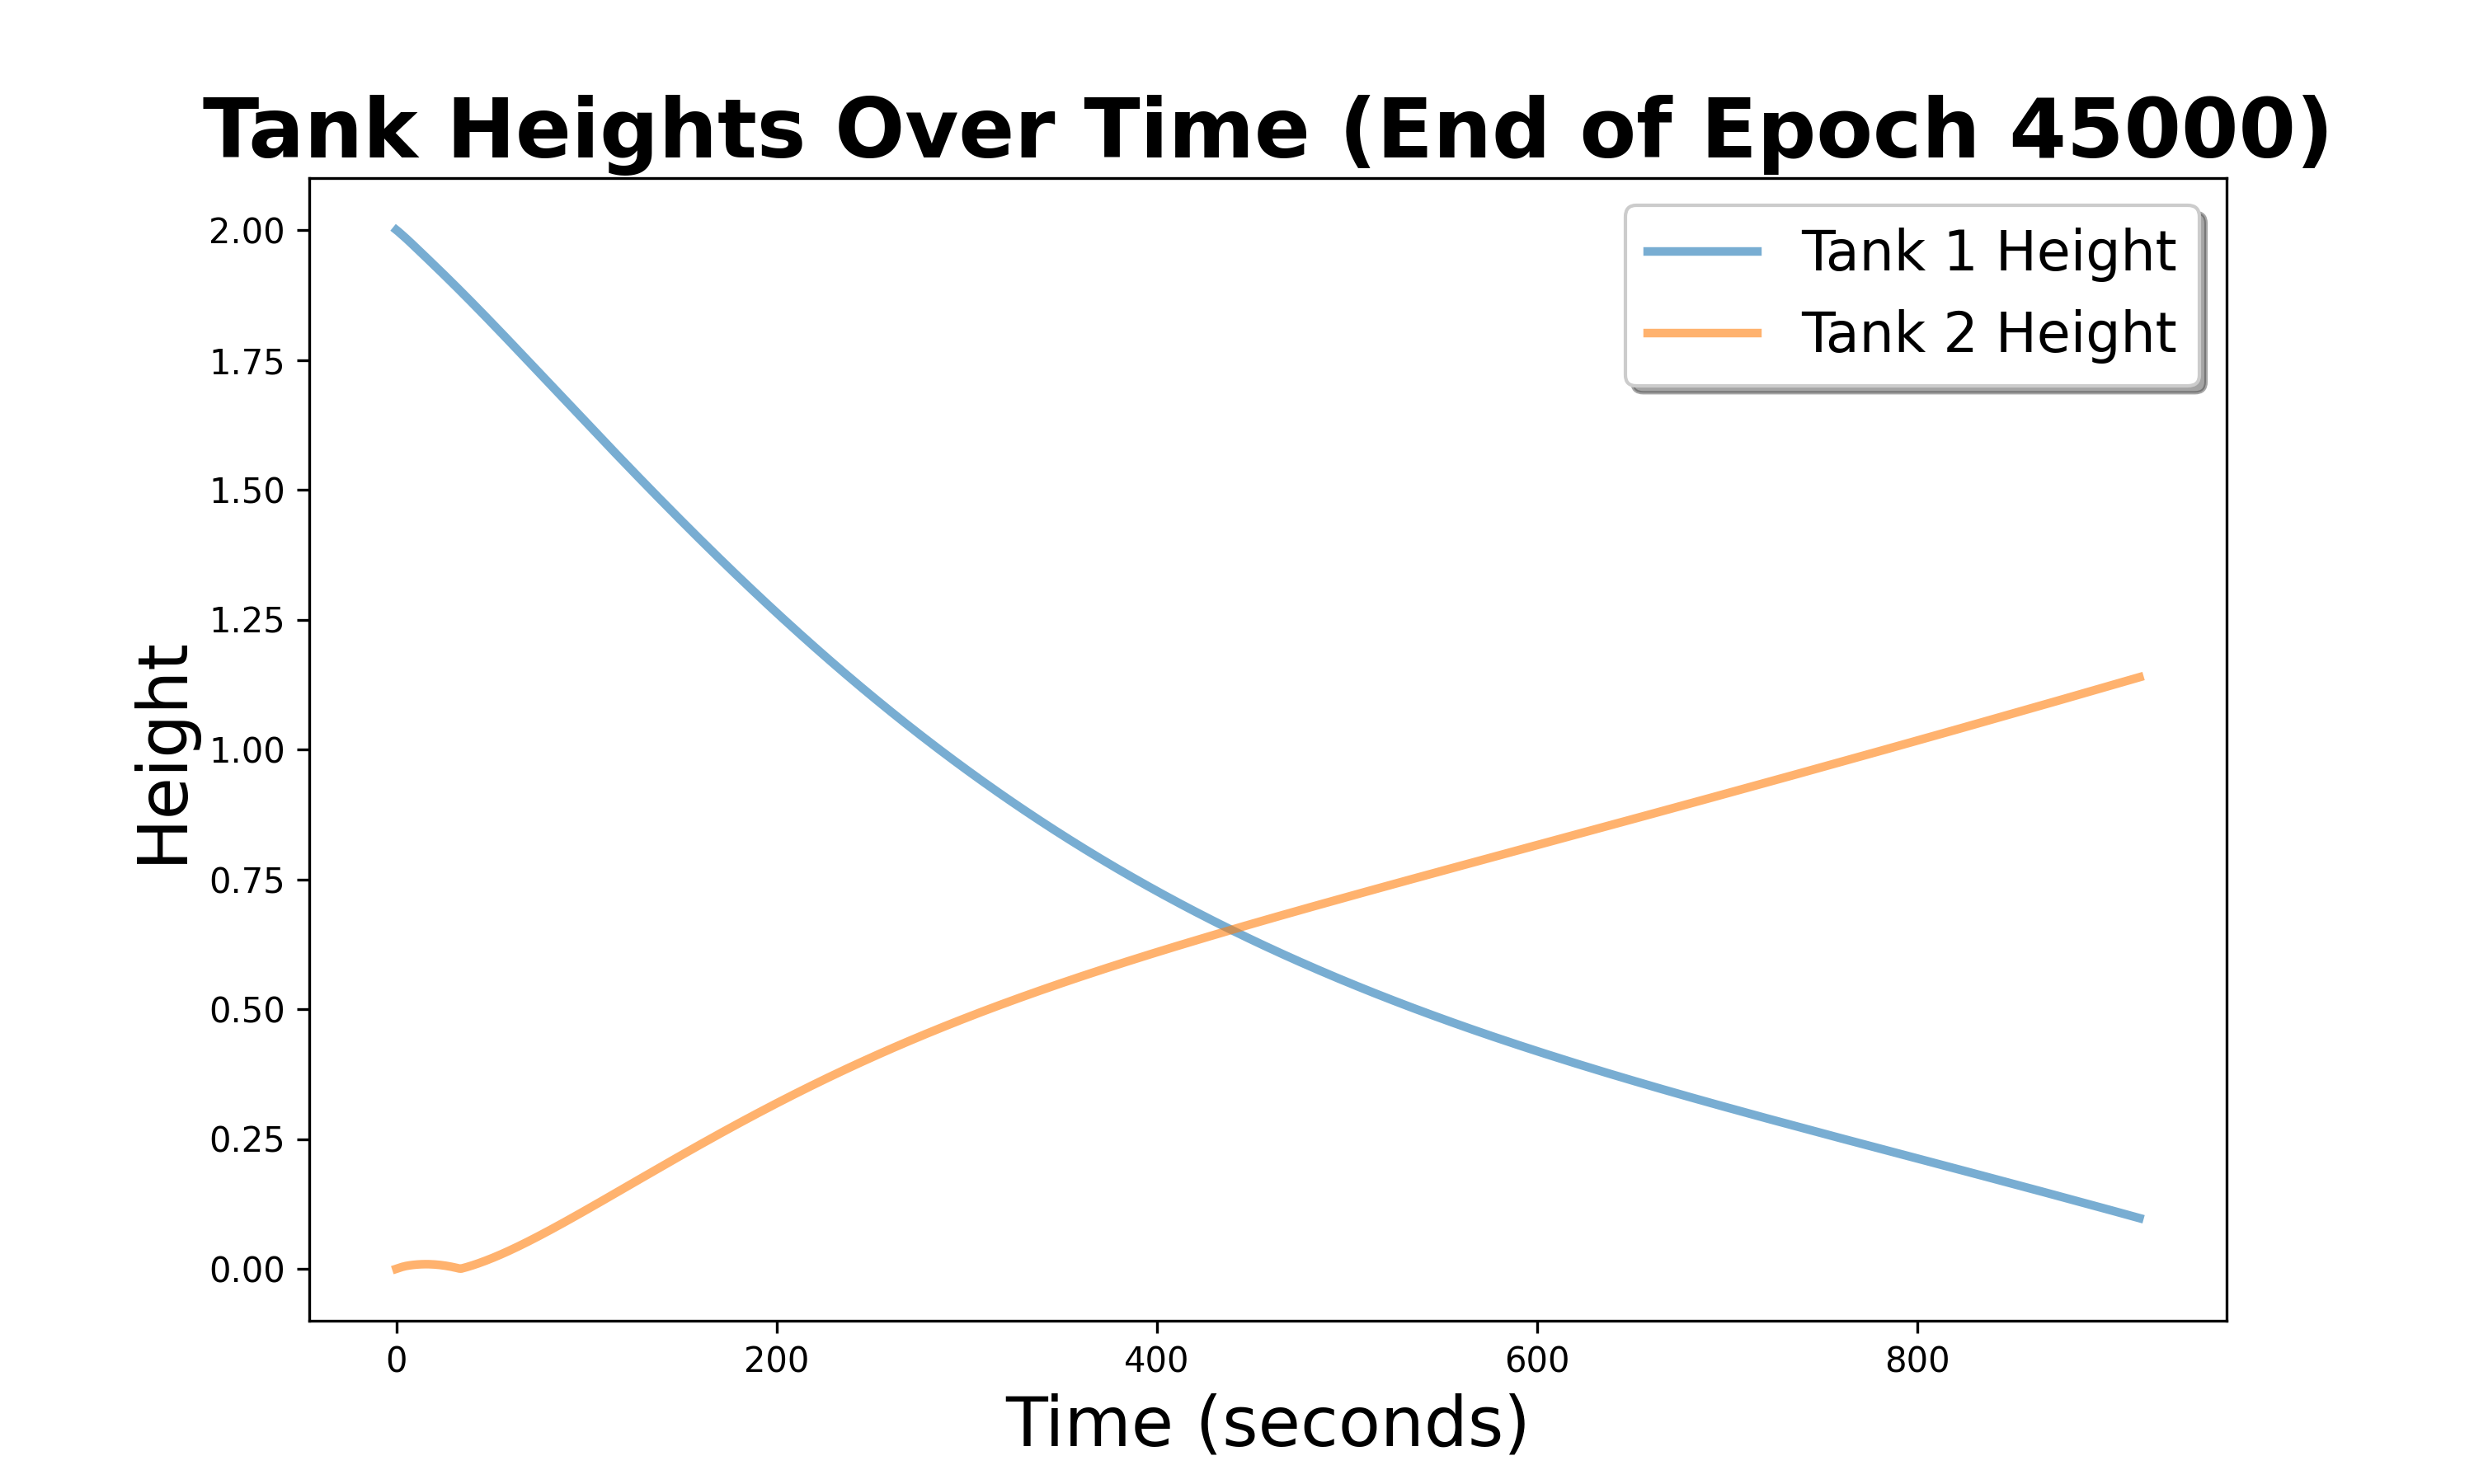 Tank Heights Over Time (End of Epoch 45000)
Tank 1 Height
Tank 2 Height
Height
2.00
1.75
1.50
1.25
1.00
0.75
0.50
0.25
0.00
0 200 400 600 800
Time (seconds)